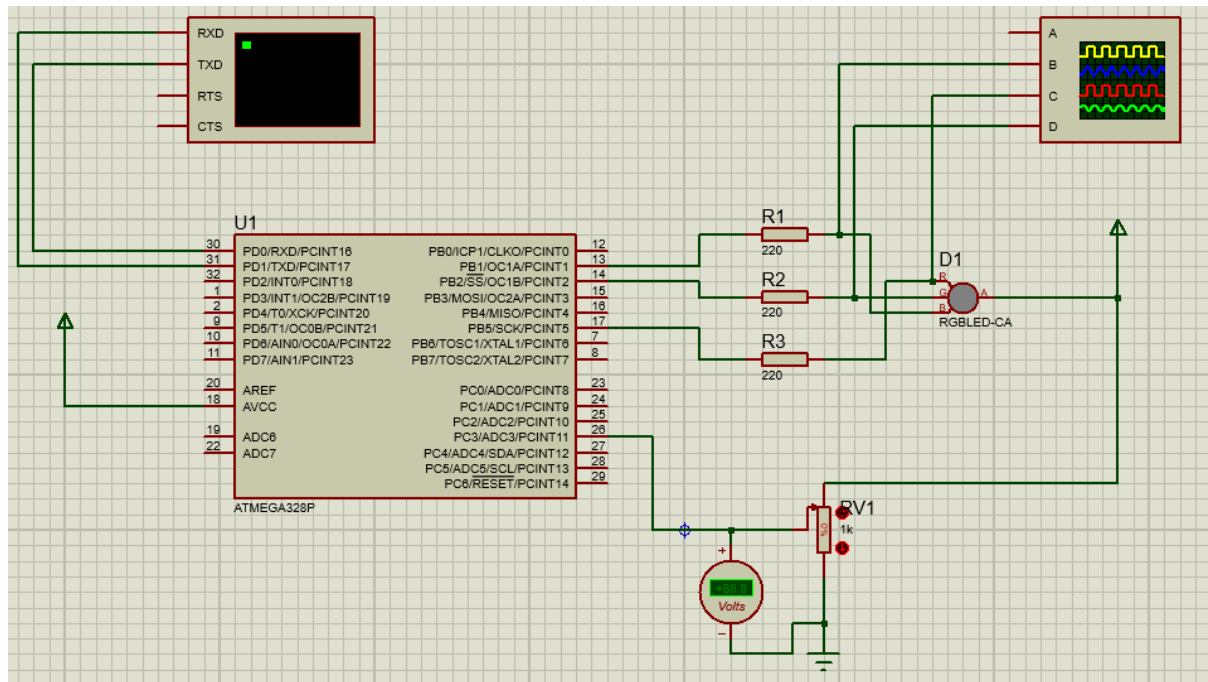 RXD
TXD
RTS
CTS
A
B
C
D
U1
30 PD0/RXD/PCINT16
31 PD1/TXD/PCINT17
32 PD2/INT0/PCINT18
1 PD3/INT1/OC2B/PCINT19
2 PD4/T0/XCK/PCINT20
9 PD5/T1/OC0B/PCINT21
10 PD6/AIN0/OC0A/PCINT22
11 PD7/AIN1/PCINT23
20 AREF
18 AVCC
19 ADC6
22 ADC7
PB0/ICP1/CLKO/PCINT0 12
PB1/OC1A/PCINT1 13
PB2/SS/OC1B/PCINT2 14
PB3/MOSI/OC2A/PCINT3 15
PB4/MISO/PCINT4 16
PB5/SCK/PCINT5 17
PB6/TOSC1/XTAL1/PCINT6 7
PB7/TOSC2/XTAL2/PCINT7 8
PC0/ADC0/PCINT8 23
PC1/ADC1/PCINT9 24
PC2/ADC2/PCINT10 25
PC3/ADC3/PCINT11 26
PC4/ADC4/SDA/PCINT12 27
PC5/ADC5/SCL/PCINT13 28
PC6/RESET/PCINT14 29
ATMEGA328P
R1
220
R2
220
R3
220
D1
R
G
B
A
RGBLED-CA
RV1
1k
0%
+88.8
Volts
+
−